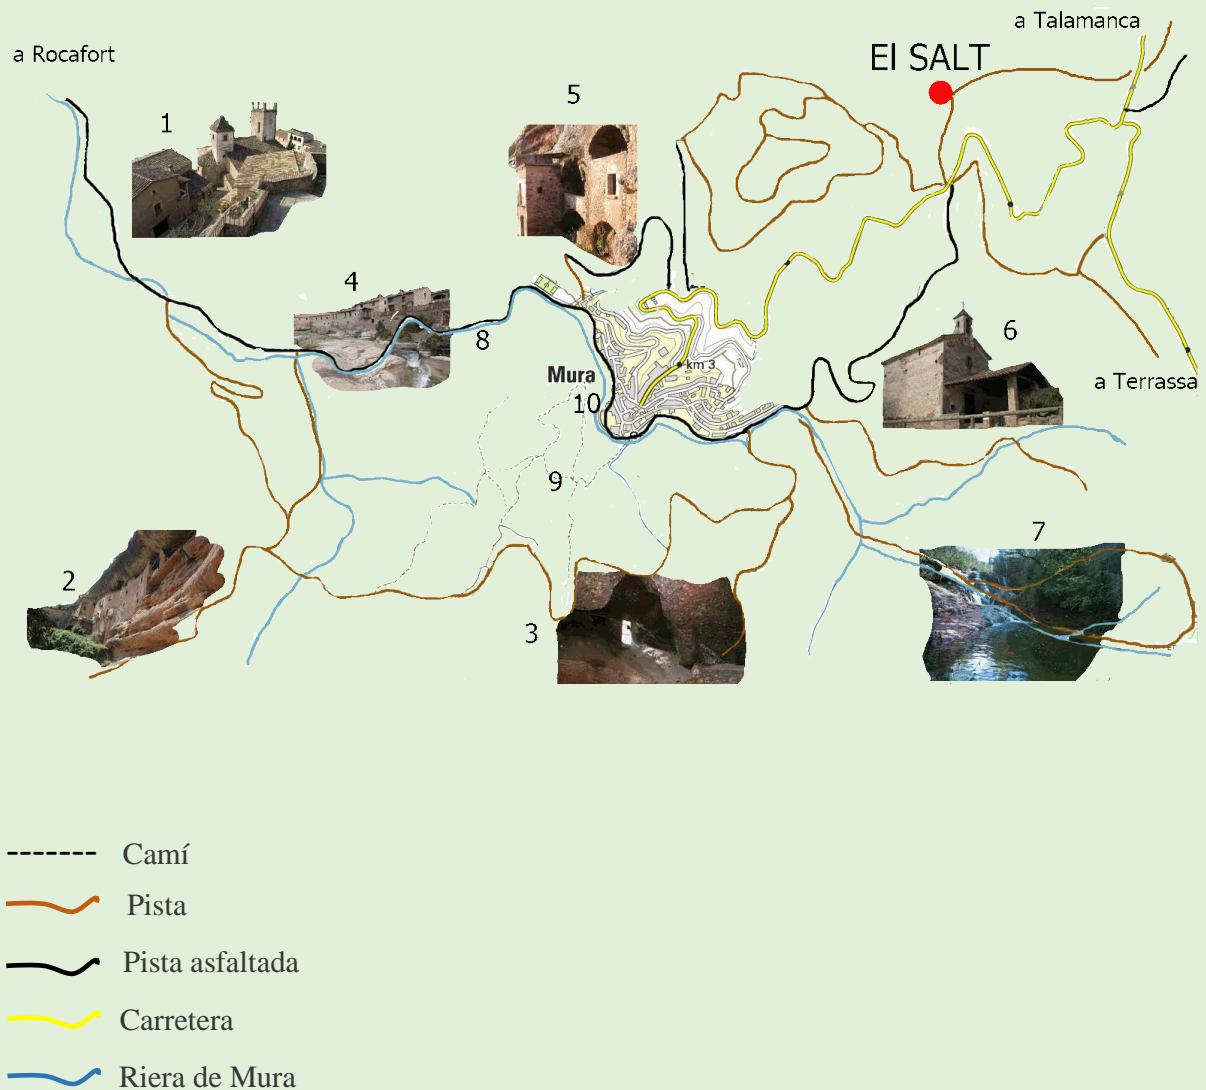 a Talamanca
a Rocafort
El SALT
5
1
4
6
8
km 3
Mura
a Terrassa
10
9
7
2
3
Camí
Pista
Pista asfaltada
Carretera
Riera de Mura